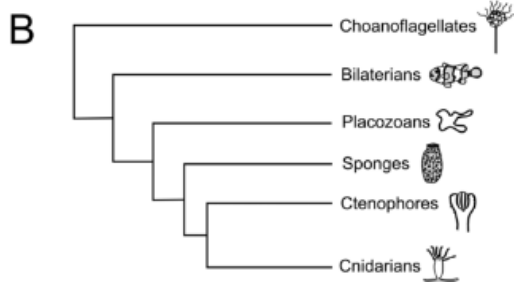 B
Choanoflagellates
Bilaterians
Placozoans
Sponges
Ctenophores
Cnidarians